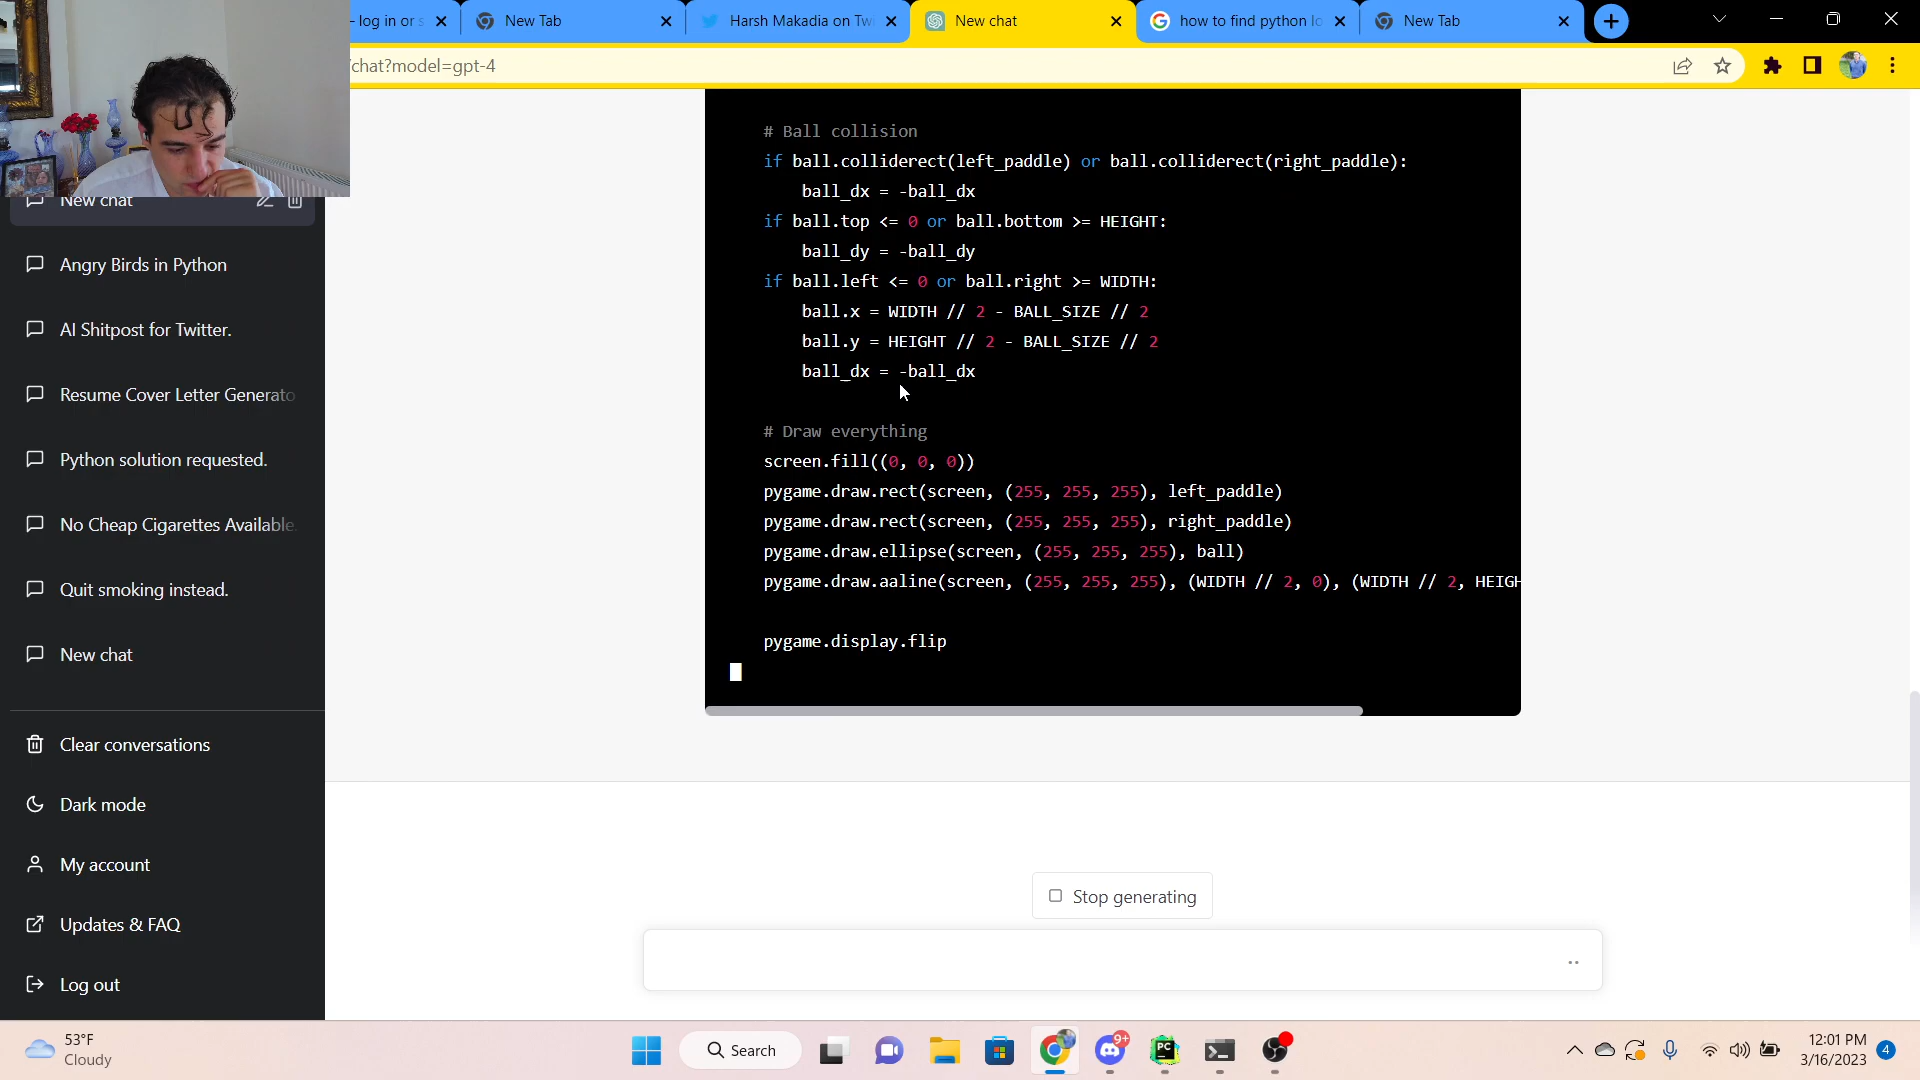 - log in or s
New Tab
Harsh Makadia on Tw
New chat
how to find python lo
New Tab
/chat?model=gpt-4
New chat
Angry Birds in Python
AI Shitpost for Twitter.
Resume Cover Letter Generato
Python solution requested.
No Cheap Cigarettes Available.
Quit smoking instead.
New chat
Clear conversations
Dark mode
My account
Updates & FAQ
Log out
# Ball collision
if ball.colliderect(left_paddle) or ball.colliderect(right_paddle):
ball_dx = -ball_dx
if ball.top <= 0 or ball.bottom >= HEIGHT:
ball_dy = -ball_dy
if ball.left <= 0 or ball.right >= WIDTH:
ball.x = WIDTH // 2 - BALL_SIZE // 2
ball.y = HEIGHT // 2 - BALL_SIZE // 2
ball_dx = -ball_dx
# Draw everything
screen.fill((0, 0, 0))
pygame.draw.rect(screen, (255, 255, 255), left_paddle)
pygame.draw.rect(screen, (255, 255, 255), right_paddle)
pygame.draw.ellipse(screen, (255, 255, 255), ball)
pygame.draw.aaline(screen, (255, 255, 255), (WIDTH // 2, 0), (WIDTH // 2, HEIGH
pygame.display.flip
Stop generating
53°F
Cloudy
Search
9+
PC
12:01 PM
3/16/2023
4